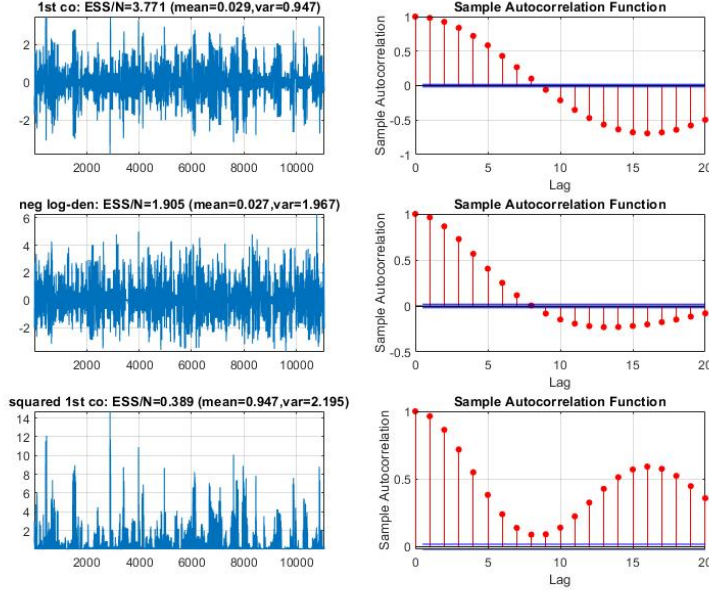 1st co: ESS/N=3.771 (mean=0.029,var=0.947)
2
0
-2
2000 4000 6000 8000 10000
Sample Autocorrelation Function
Sample Autocorrelation
1
0.5
0
-0.5
-1
0 5 10 15 20
Lag
neg log-den: ESS/N=1.905 (mean=0.027,var=1.967)
6
4
2
0
-2
2000 4000 6000 8000 10000
Sample Autocorrelation Function
Sample Autocorrelation
1
0.5
0
-0.5
0 5 10 15 20
Lag
squared 1st co: ESS/N=0.389 (mean=0.947,var=2.195)
14
12
10
8
6
4
2
2000 4000 6000 8000 10000
Sample Autocorrelation Function
Sample Autocorrelation
1
0.5
0
0 5 10 15 20
Lag